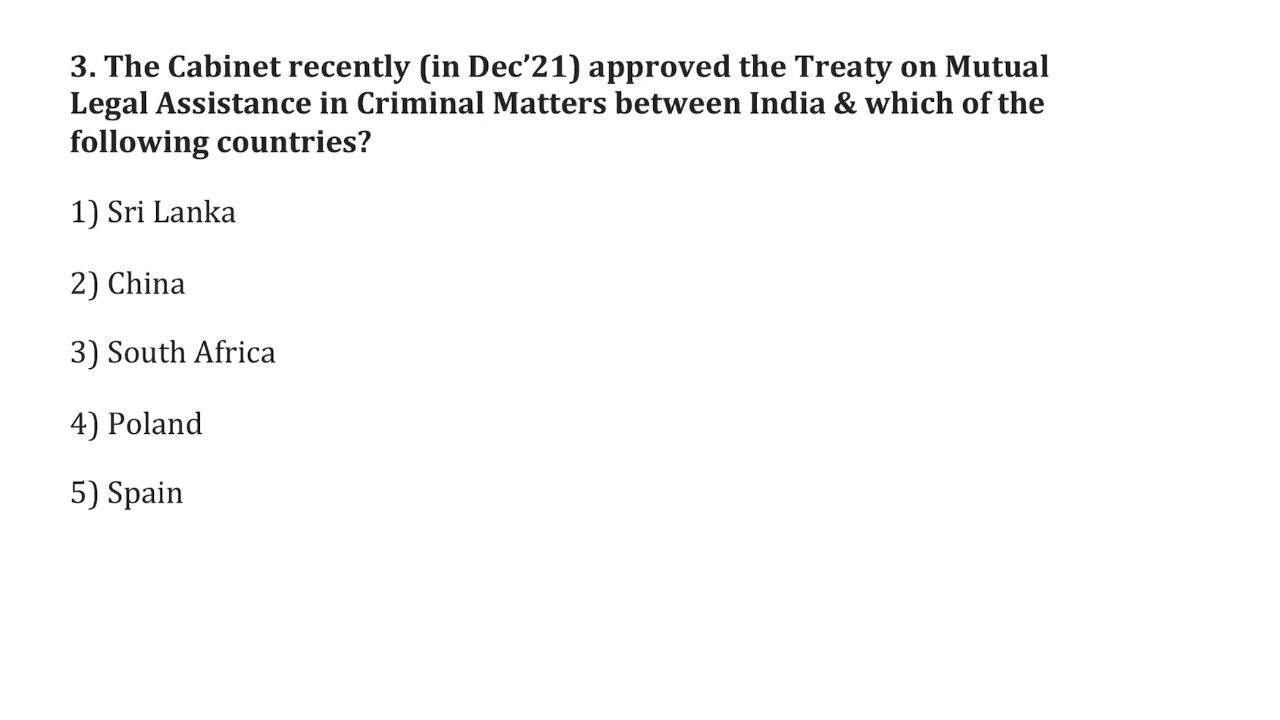 3. The Cabinet recently (in Dec’21) approved the Treaty on Mutual
Legal Assistance in Criminal Matters between India & which of the
following countries?
1) Sri Lanka
2) China
3) South Africa
4) Poland
5) Spain